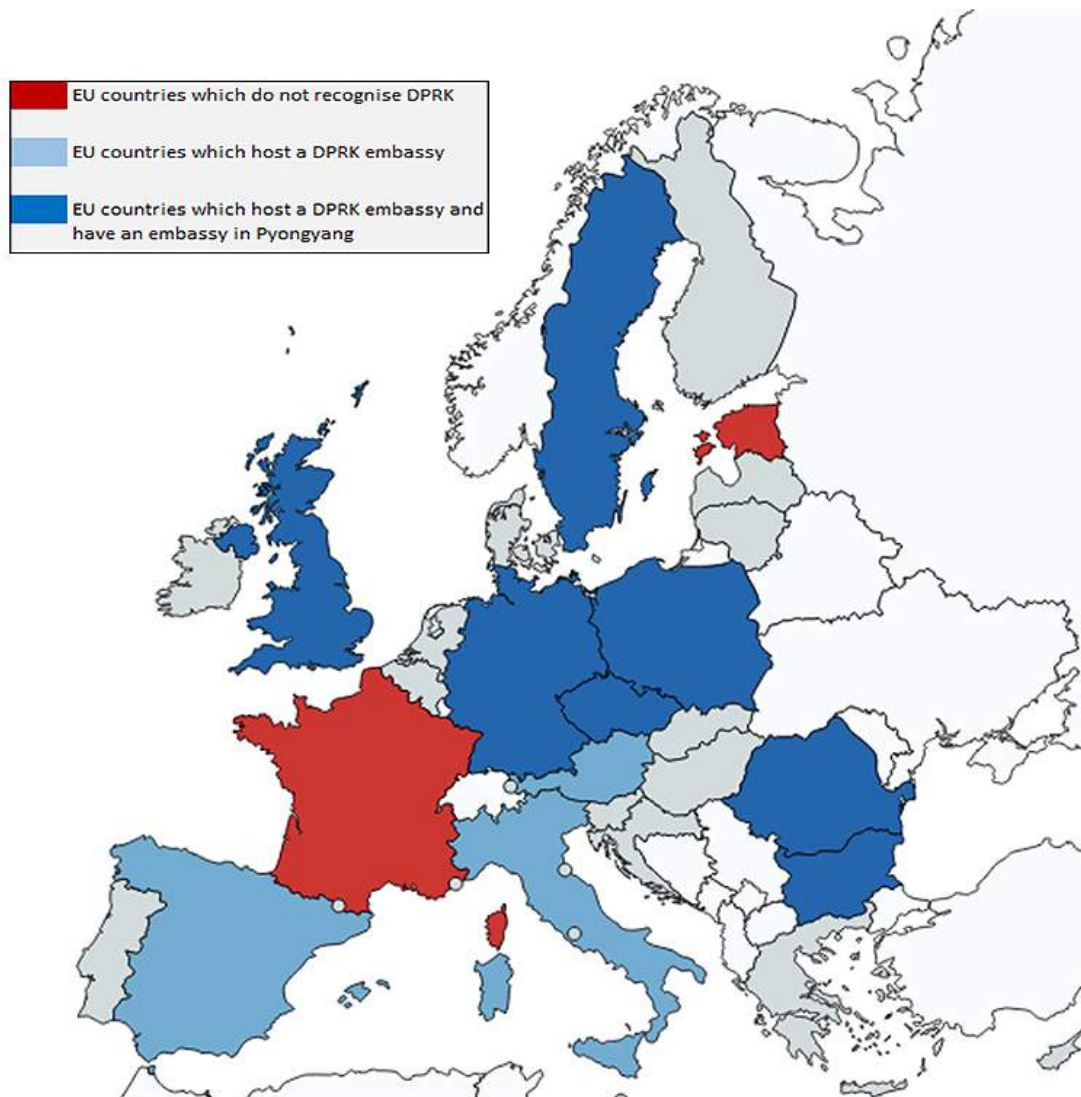 EU countries which do not recognise DPRK
EU countries which host a DPRK embassy
EU countries which host a DPRK embassy and
have an embassy in Pyongyang